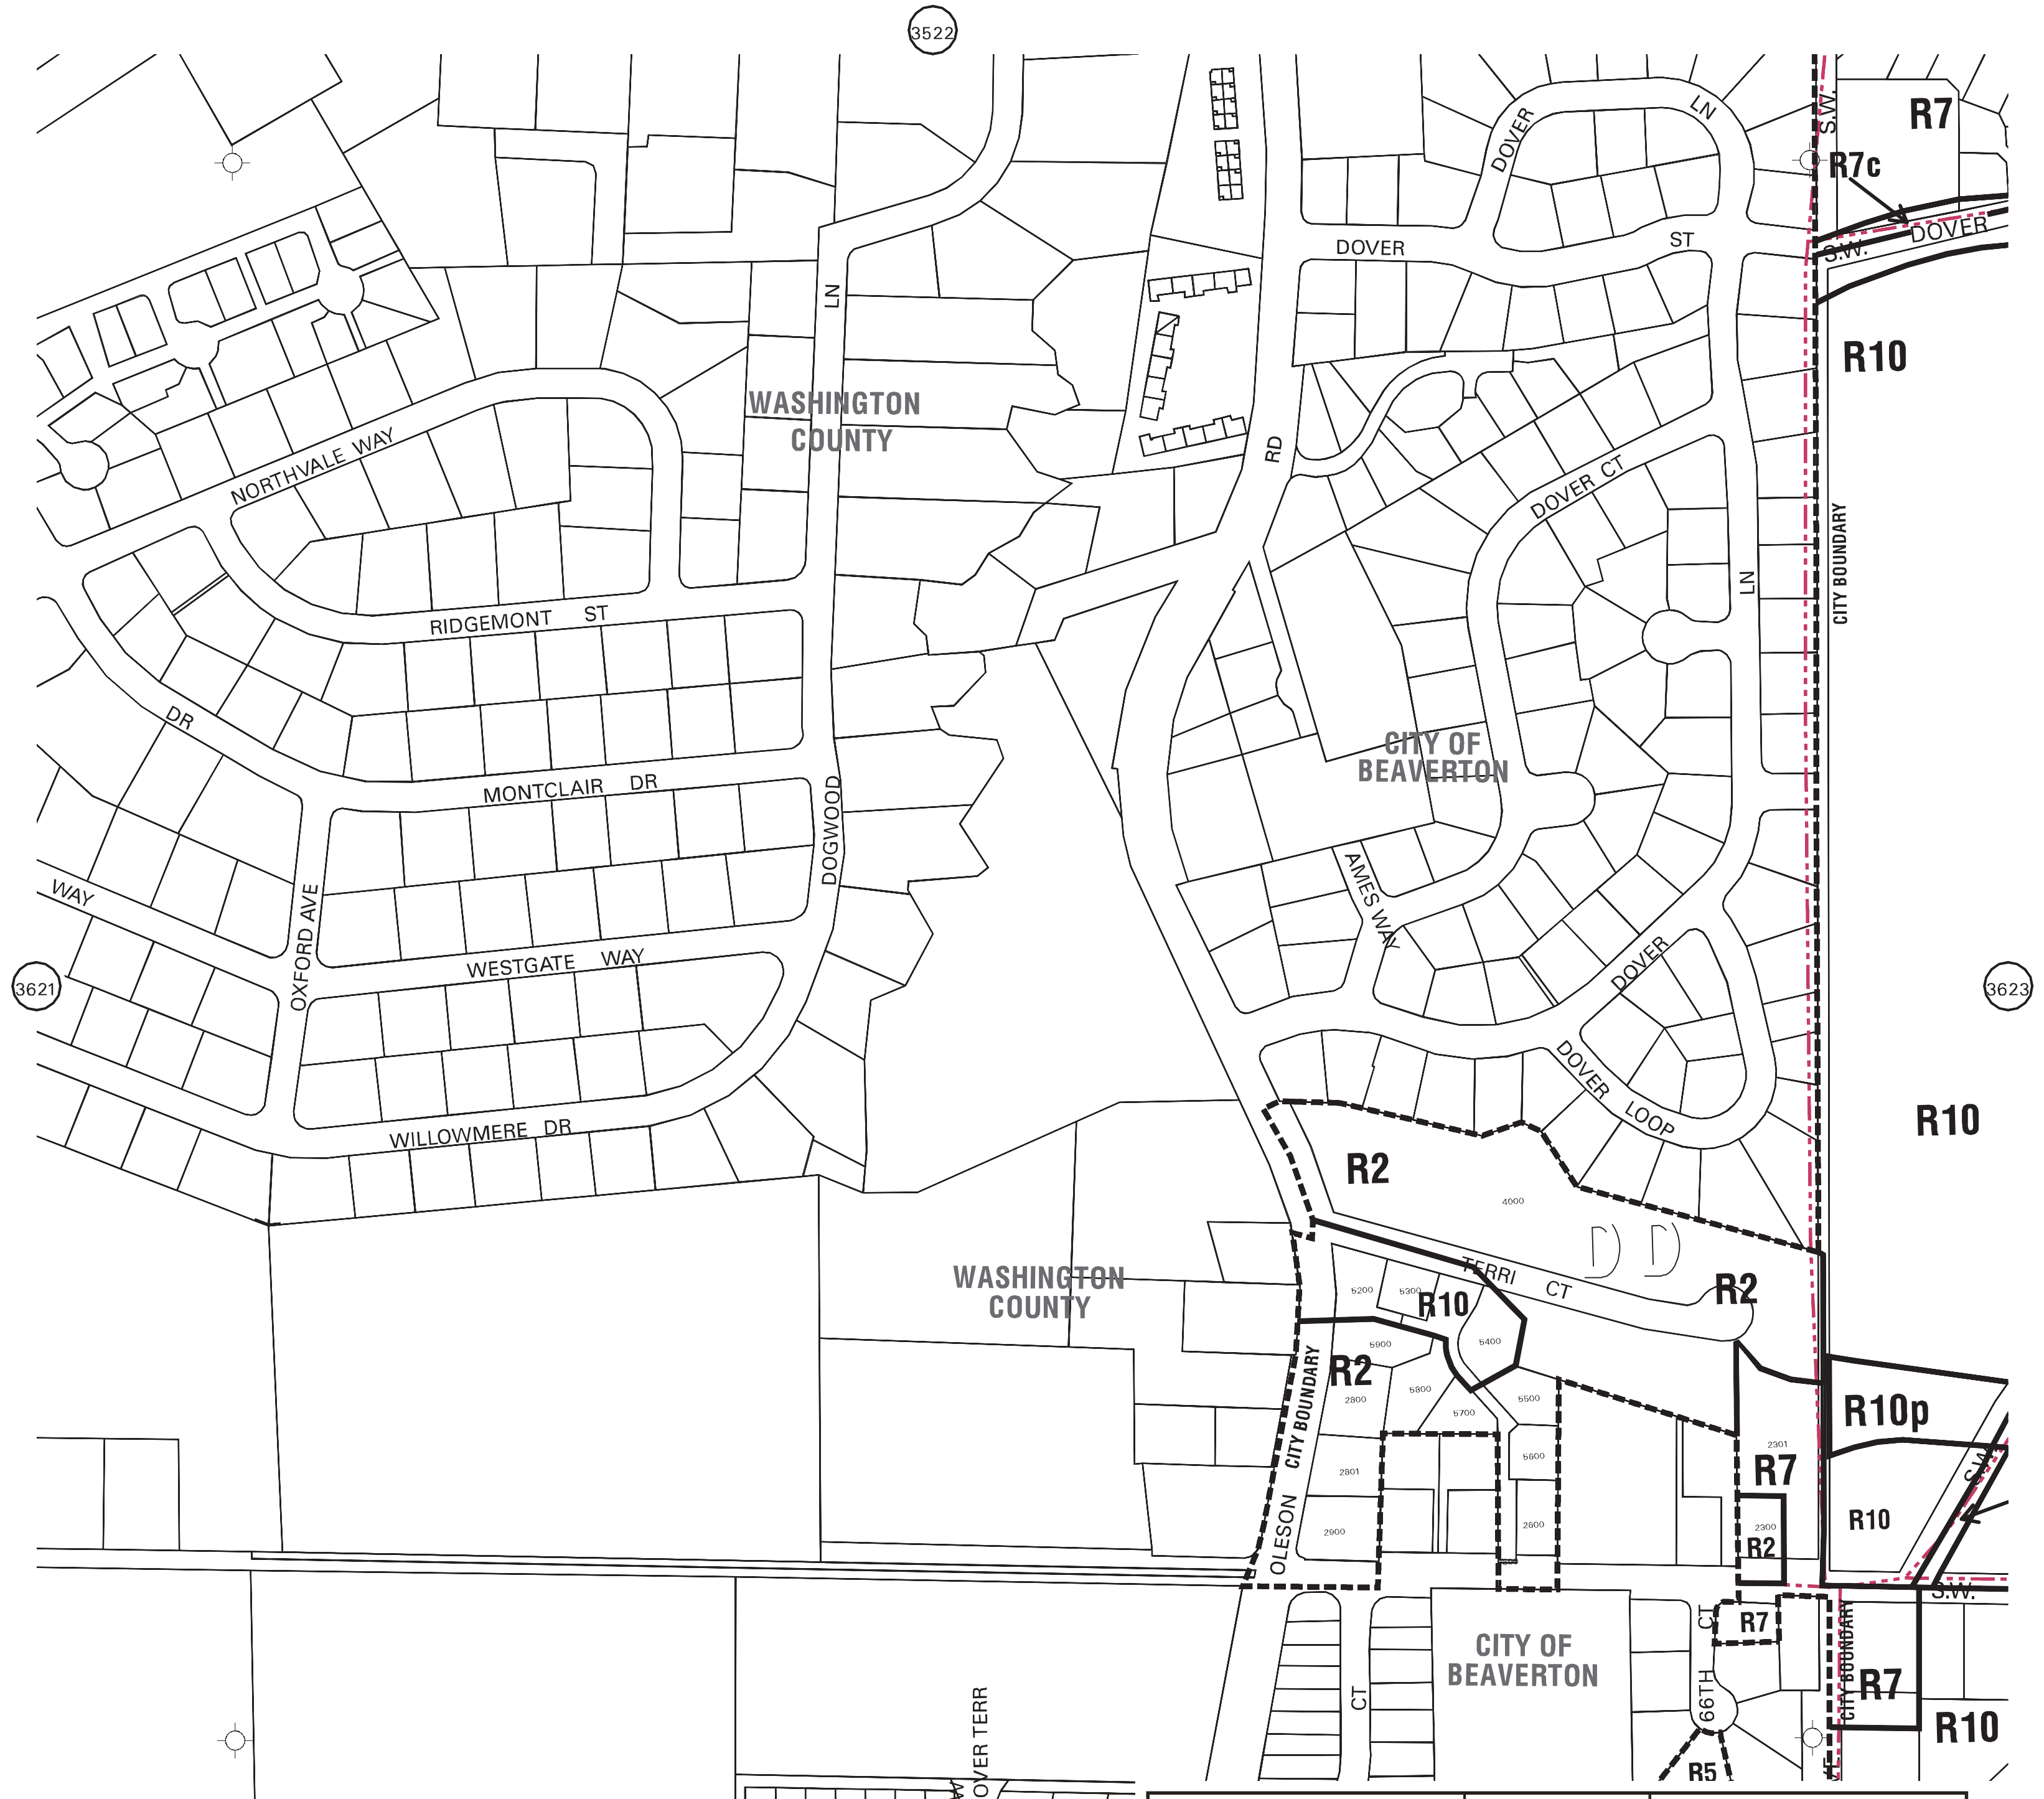 3522
S.W.
R7
R7c
DOVER
LN
DOVER
ST
DOVER
S.W.
LN
R10
WASHINGTON
COUNTY
RD
NORTHVALE WAY
DOVER CT
CITY BOUNDARY
LN
RIDGEMONT ST
DR
CITY OF
BEAVERTON
MONTCLAIR DR
DOGWOOD
AMES WAY
WAY
OXFORD AVE
WESTGATE WAY
DOVER
3621
3623
DOVER LOOP
WILLOWMERE DR
R10
R2
4000
WASHINGTON
COUNTY
TERRI CT
R2
5200
5300
R10
5900
5400
R2
CITY BOUNDARY
2800
5800
5700
5500
R10p
2301
R7
S.W.
2801
5600
2900
2600
2300
R2
R10
OLESON
S.W.
CT
R7
CITY OF
BEAVERTON
CITY BOUNDARY
66TH
CT
R7
R10
OVER TERR
R5